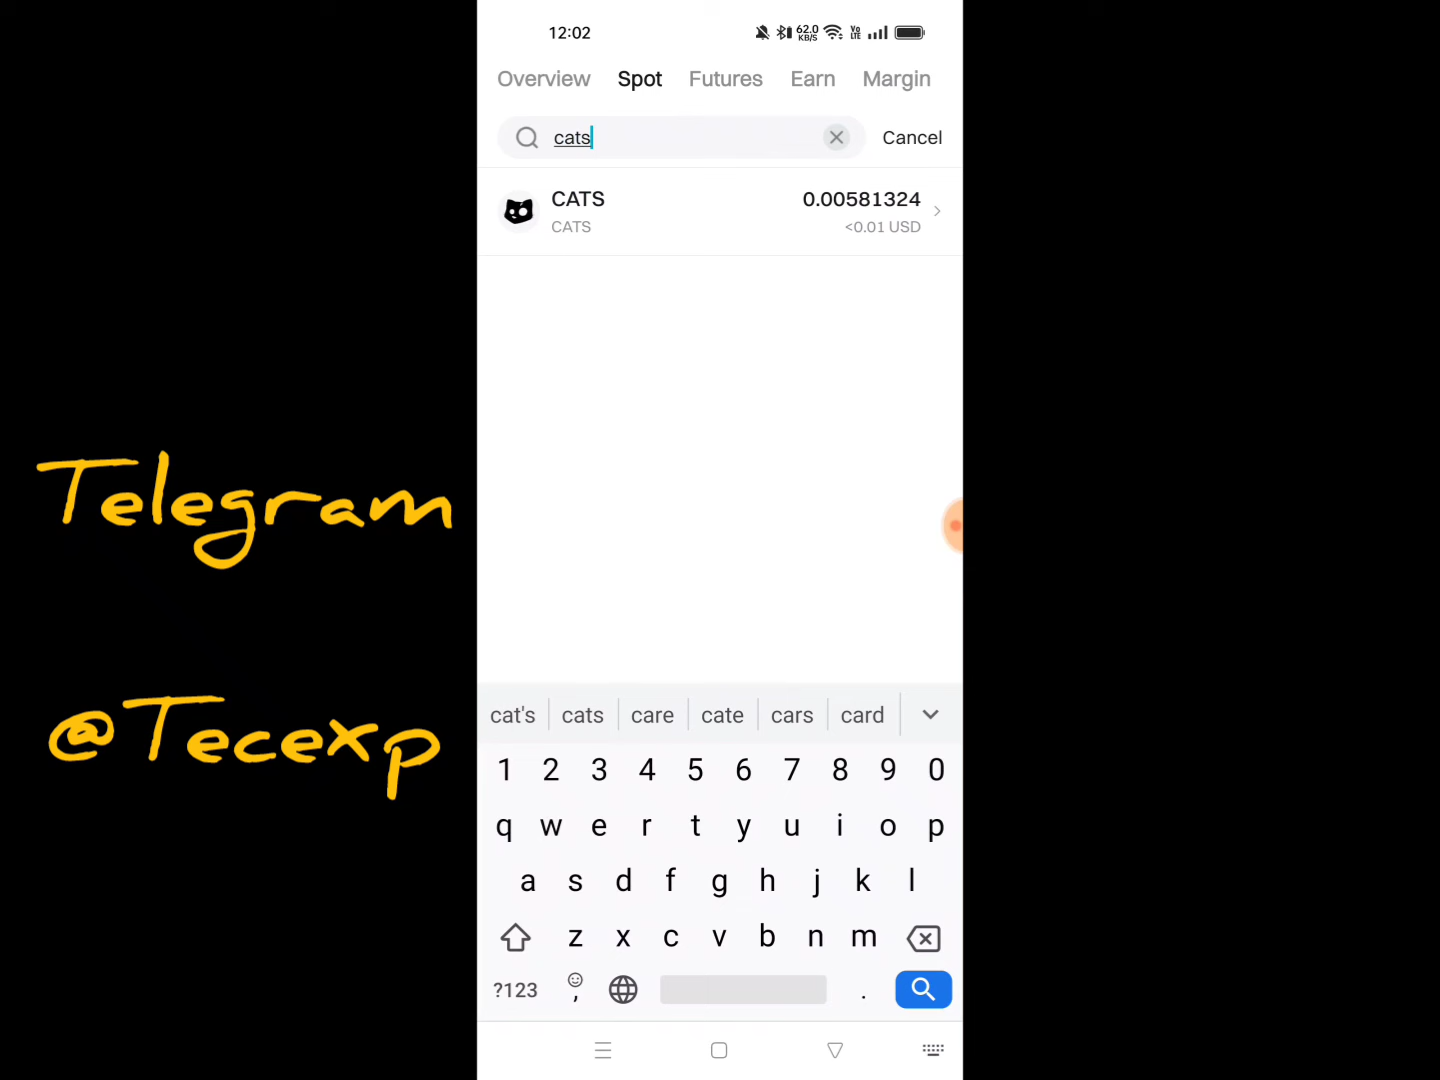 12:02
62.0
KB/S
Vo
LTE
Overview Spot Futures Earn Margin
cats
Cancel
CATS 0.00581324
CATS <0.01 USD
Telegram
@Tecexp
cat's cats care cate cars card
1 2 3 4 5 6 7 8 9 0
q w e r t y u i o p
a s d f g h j k l
z x c v b n m
?123 , .